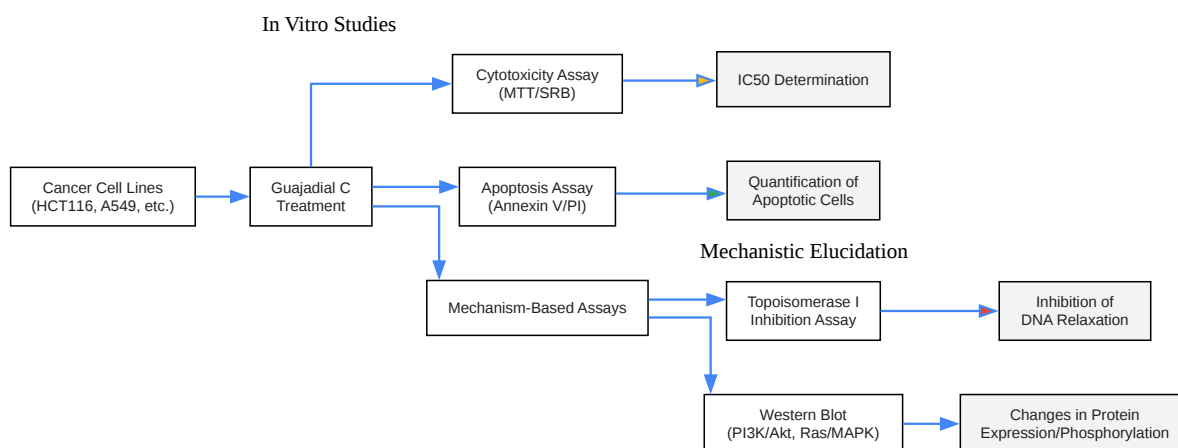 In Vitro Studies
Cytotoxicity Assay
(MTT/SRB)
IC50 Determination
Cancer Cell Lines
(HCT116, A549, etc.)
Guajadial C
Treatment
Apoptosis Assay
(Annexin V/PI)
Quantification of
Apoptotic Cells
Mechanistic Elucidation
Mechanism-Based Assays
Topoisomerase I
Inhibition Assay
Inhibition of
DNA Relaxation
Western Blot
(PI3K/Akt, Ras/MAPK)
Changes in Protein
Expression/Phosphorylation